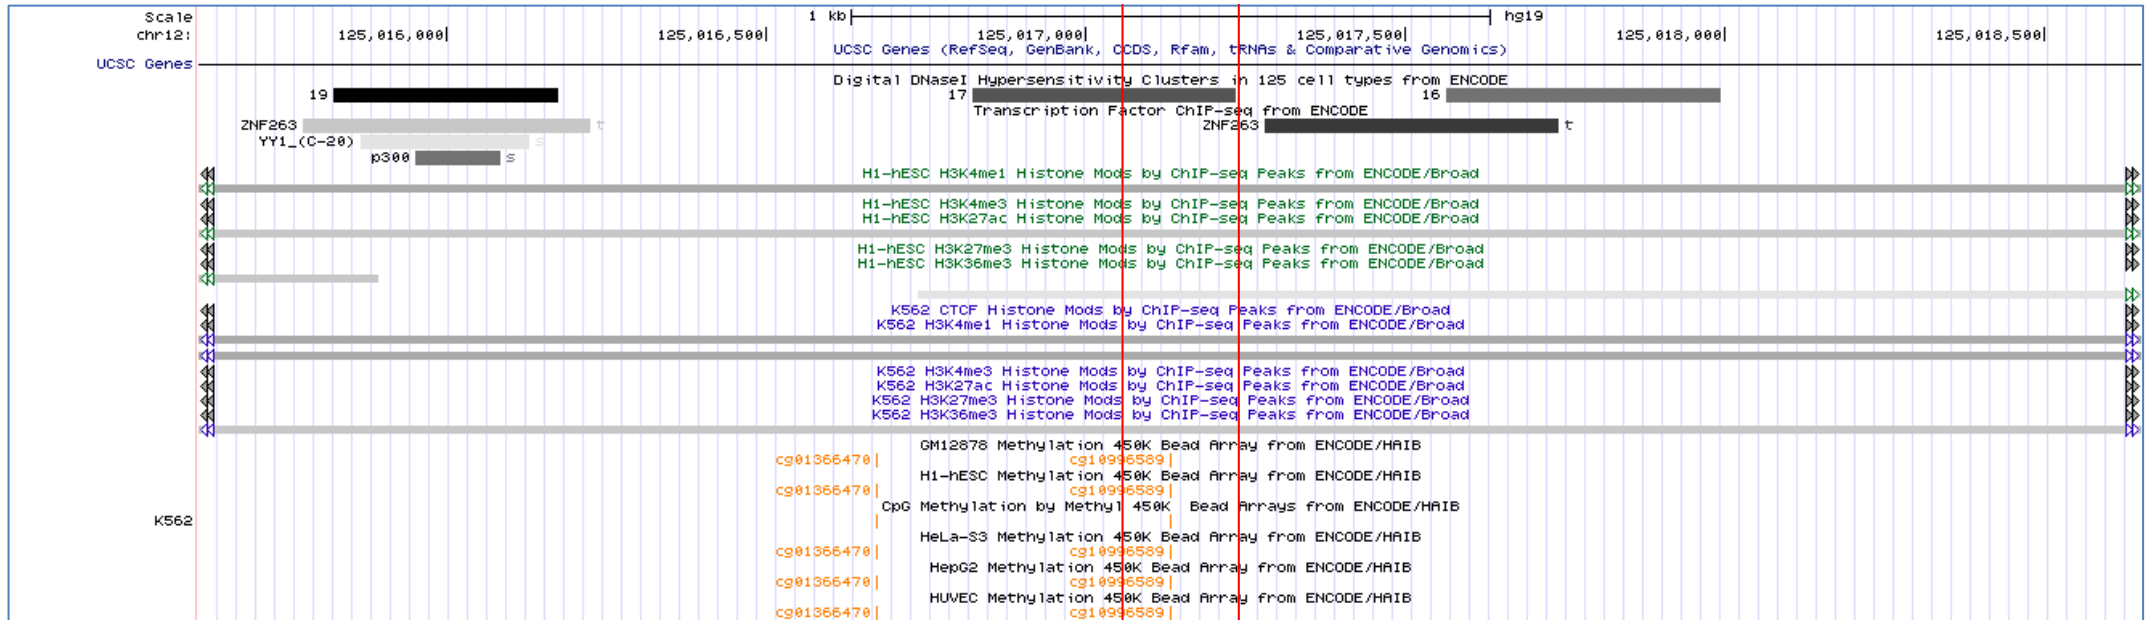 Scale 1 kb hg19
chr12: 125,016,000| 125,016,500| 125,017,000| 125,017,500| 125,018,000| 125,018,500|
UCSC Genes (RefSeq, GenBank, CCDS, Rfam, tRNAs & Comparative Genomics)
UCSC Genes
Digital DNaseI Hypersensitivity Clusters in 125 cell types from ENCODE
19 17 16
Transcription Factor ChIP-seq from ENCODE
ZNF263 t ZNF263 t
YY1_(C-20) s
p300 s
H1-hESC H3K4me1 Histone Mods by ChIP-seq Peaks from ENCODE/Broad
H1-hESC H3K4me3 Histone Mods by ChIP-seq Peaks from ENCODE/Broad
H1-hESC H3K27ac Histone Mods by ChIP-seq Peaks from ENCODE/Broad
H1-hESC H3K27me3 Histone Mods by ChIP-seq Peaks from ENCODE/Broad
H1-hESC H3K36me3 Histone Mods by ChIP-seq Peaks from ENCODE/Broad
K562 CTCF Histone Mods by ChIP-seq Peaks from ENCODE/Broad
K562 H3K4me1 Histone Mods by ChIP-seq Peaks from ENCODE/Broad
K562 H3K4me3 Histone Mods by ChIP-seq Peaks from ENCODE/Broad
K562 H3K27ac Histone Mods by ChIP-seq Peaks from ENCODE/Broad
K562 H3K27me3 Histone Mods by ChIP-seq Peaks from ENCODE/Broad
K562 H3K36me3 Histone Mods by ChIP-seq Peaks from ENCODE/Broad
GM12878 Methylation 450K Bead Array from ENCODE/HAIB
cg01366470| cg10996589|
H1-hESC Methylation 450K Bead Array from ENCODE/HAIB
cg01366470| cg10996589|
CpG Methylation by Methyl 450K Bead Arrays from ENCODE/HAIB
K562
HeLa-S3 Methylation 450K Bead Array from ENCODE/HAIB
cg01366470| cg10996589|
HepG2 Methylation 450K Bead Array from ENCODE/HAIB
cg01366470| cg10996589|
HUVEC Methylation 450K Bead Array from ENCODE/HAIB
cg01366470| cg10996589|